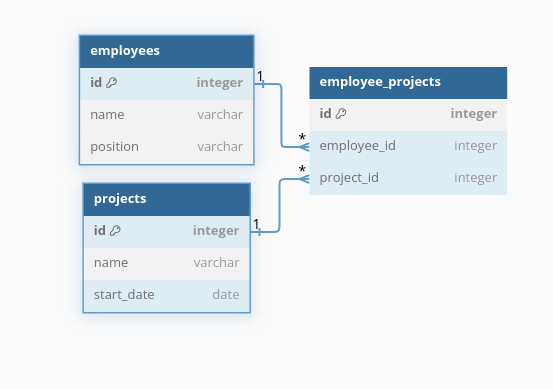 employees
id integer
name varchar
position varchar
1
employee_projects
id integer
* employee_id integer
* project_id integer
projects
id integer
name varchar
start_date date
1